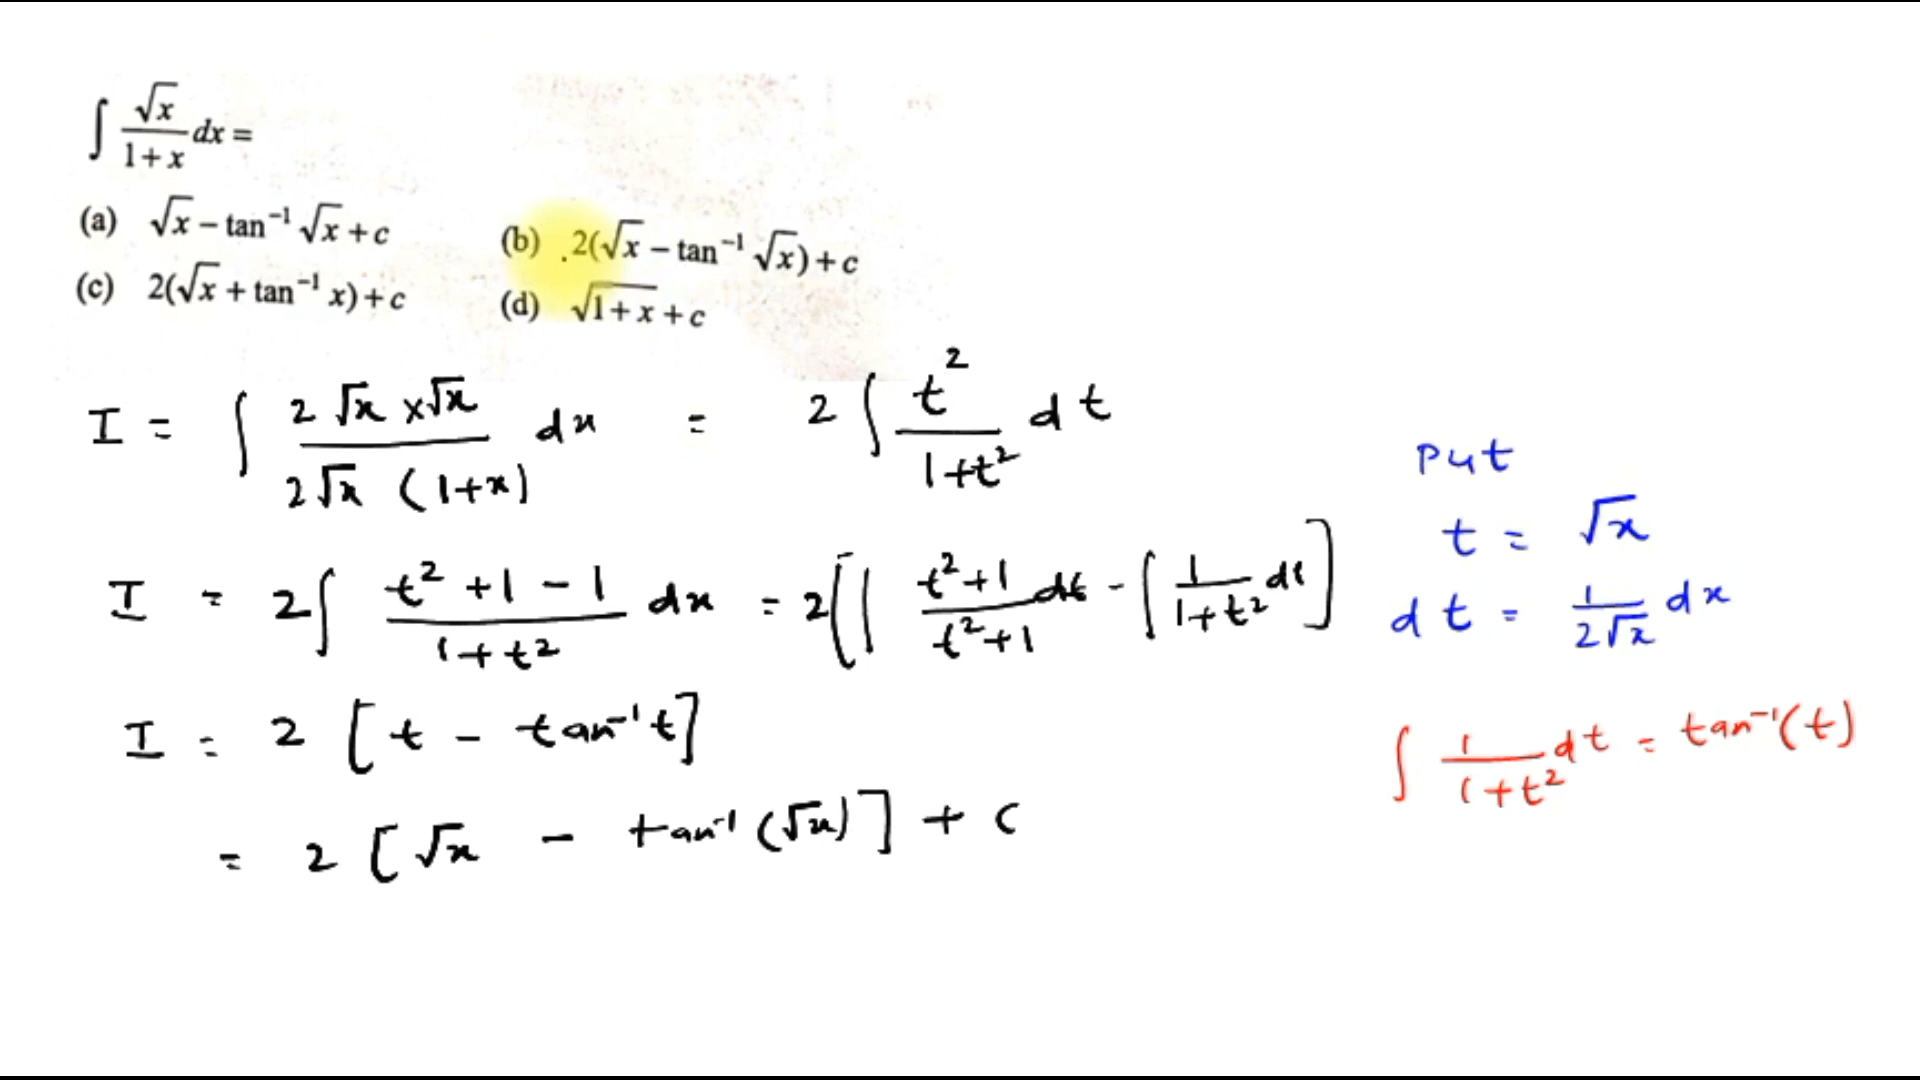 ∫ √x / (1+x) dx =
(a) √x − tan⁻¹ √x + c (b) .2(√x − tan⁻¹ √x) + c
(c) 2(√x + tan⁻¹ x) + c (d) √(1+x) + c
I = ∫ (2 √x × √x) / (2√x (1+x)) dx = 2 ∫ t² / (1+t²) dt
I = 2 ∫ (t² + 1 − 1) / (1 + t²) dx = 2 [∫ (t²+1) / (t²+1) dt − ∫ 1 / (1+t²) dt]
I = 2 [t − tan⁻¹ t]
= 2 [√x − tan⁻¹ (√x)] + c
Put
t = √x
dt = 1 / (2√x) dx
∫ 1 / (1+t²) dt = tan⁻¹(t)